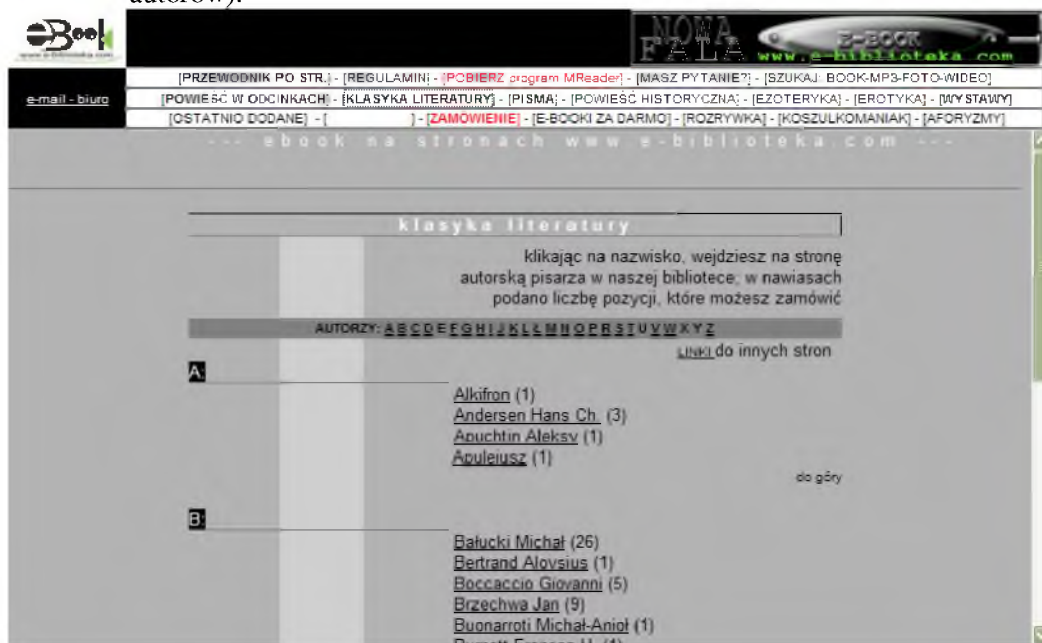 autorów).
e-Book
www.e-biblioteka.com
NOWA FALA
E-BOOK
www.e-biblioteka.com
e-mail - biuro
[PRZEWODNIK PO STR.] - [REGULAMIN] - [POBIERZ program MReader] - [MASZ PYTANIE?] - [SZUKAJ: BOOK-MP3-FOTO-WIDEO]
[POWIEŚĆ W ODCINKACH] - [KLASYKA LITERATURY] - [PISMA] - [POWIEŚĆ HISTORYCZNA] - [EZOTERYKA] - [EROTYKA] - [WYSTAWY]
[OSTATNIO DODANE] - [ ] - [ZAMÓWIENIE] - [E-BOOKI ZA DARMO] - [ROZRYWKA] - [KOSZULKOMANIAK] - [AFORYZMY]
--- ebook na stronach www e-biblioteka.com ---
klasyka literatury
klikając na nazwisko, wejdziesz na stronę
autorską pisarza w naszej bibliotece; w nawiasach
podano liczbę pozycji, które możesz zamówić
AUTORZY: A B C D E F G H I J K L Ł M N O P R S T U V W X Y Z
LINKI do innych stron
A:
Alkifron (1)
Andersen Hans Ch. (3)
Apuchtin Aleksy (1)
Apulejusz (1)
do góry
B:
Bałucki Michał (26)
Bertrand Aloysius (1)
Boccaccio Giovanni (5)
Brzechwa Jan (9)
Buonarroti Michał-Anioł (1)